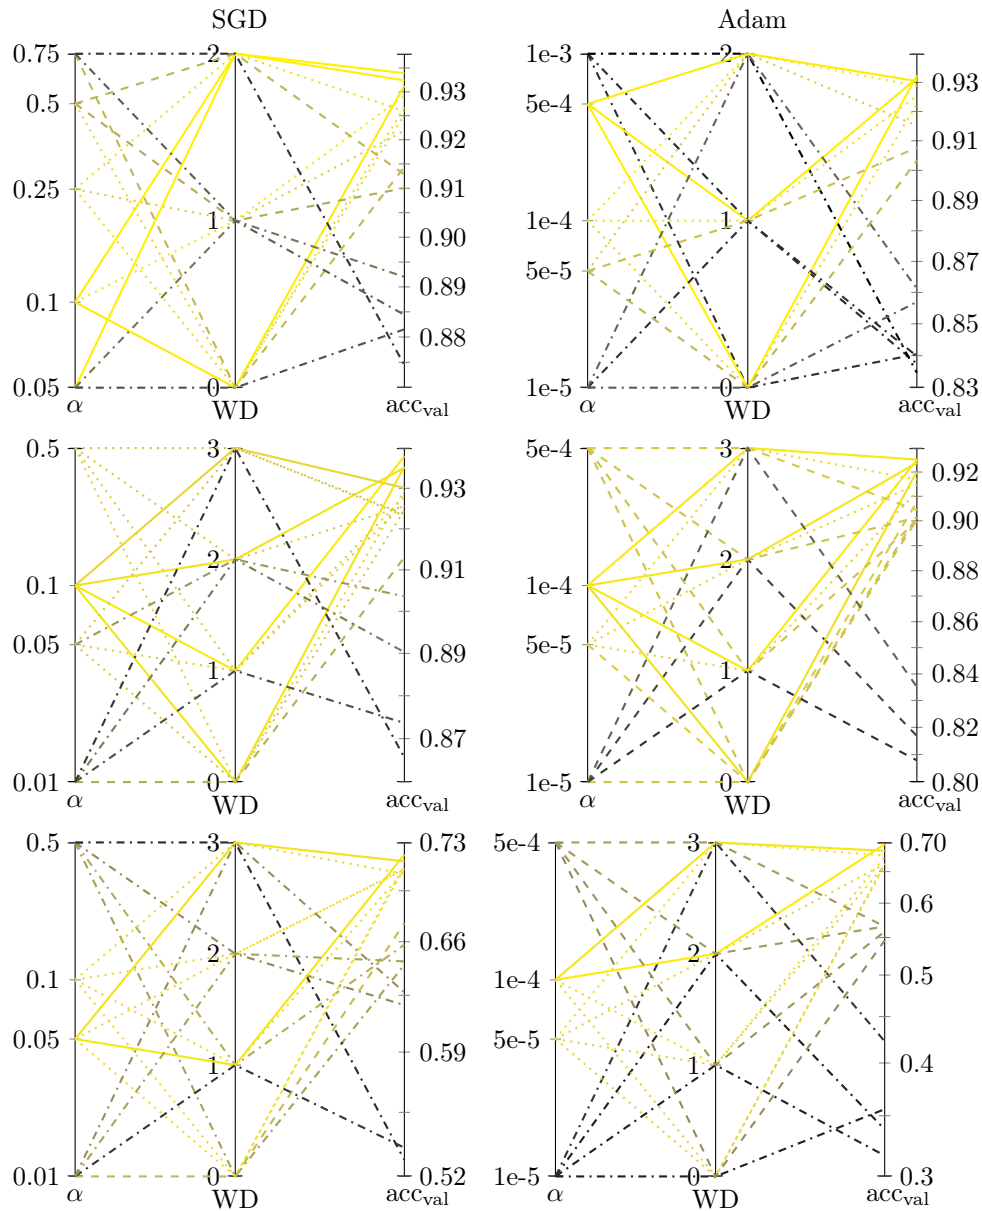 SGD
Adam
0.75
0.5
0.25
0.1
0.05
α
2
1
0
WD
0.93
0.92
0.91
0.90
0.89
0.88
acc_val
1e-3
5e-4
1e-4
5e-5
1e-5
α
2
1
0
WD
0.93
0.91
0.89
0.87
0.85
0.83
acc_val
0.5
0.1
0.05
0.01
α
3
2
1
0
WD
0.93
0.91
0.89
0.87
acc_val
5e-4
1e-4
5e-5
1e-5
α
3
2
1
0
WD
0.92
0.90
0.88
0.86
0.84
0.82
0.80
acc_val
0.5
0.1
0.05
0.01
α
3
2
1
0
WD
0.73
0.66
0.59
0.52
acc_val
5e-4
1e-4
5e-5
1e-5
α
3
2
1
0
WD
0.70
0.6
0.5
0.4
0.3
acc_val